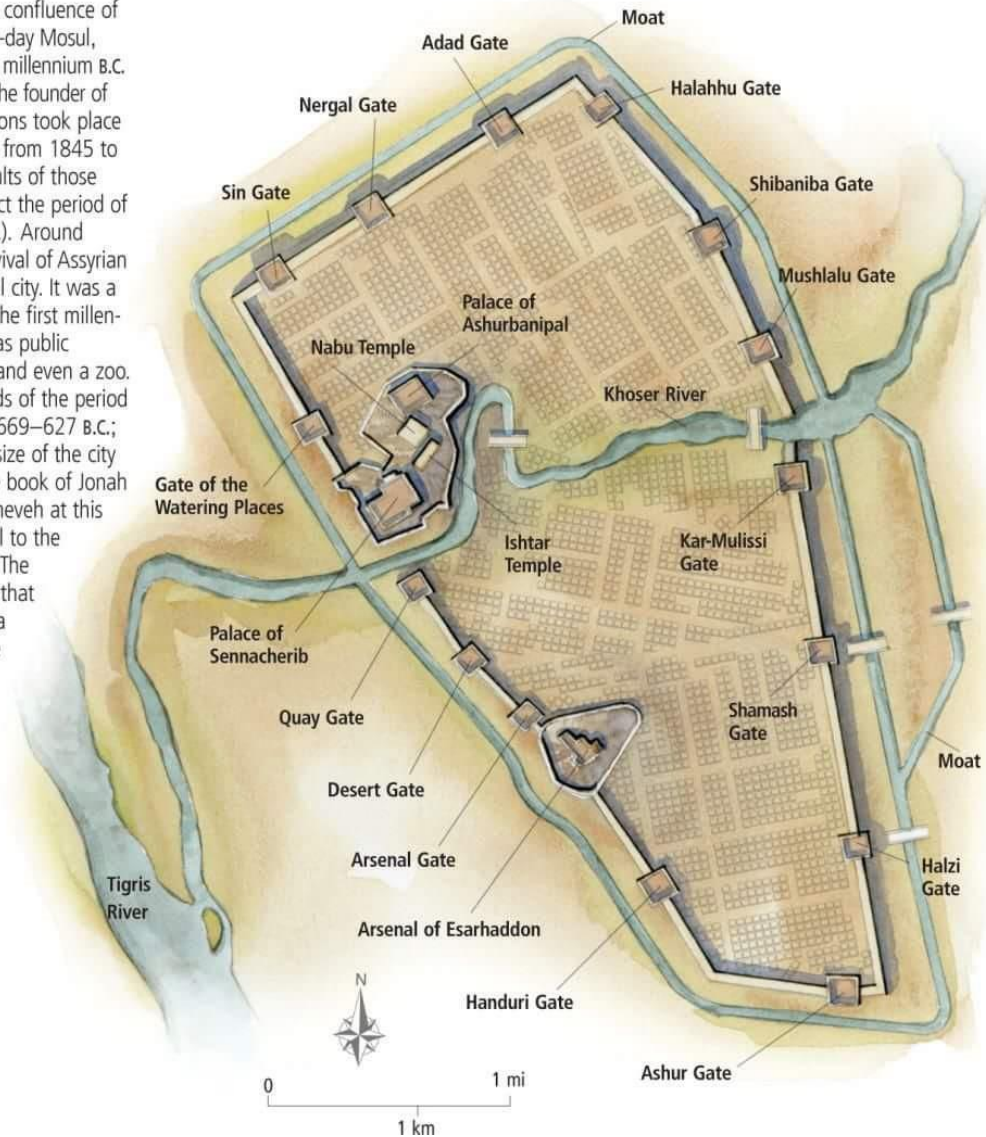 confluence of
-day Mosul,
millennium B.C.
he founder of
ons took place
from 1845 to
ults of those
ct the period of
.). Around
vival of Assyrian
l city. It was a
he first millen-
as public
and even a zoo.
ds of the period
669–627 B.C.;
size of the city
e book of Jonah
neveh at this
l to the
The
that
a
Moat
Adad Gate
Halahhu Gate
Nergal Gate
Sin Gate
Shibaniba Gate
Mushlalu Gate
Palace of
Ashurbanipal
Nabu Temple
Khoser River
Gate of the
Watering Places
Ishtar
Temple
Kar-Mulissi
Gate
Palace of
Sennacherib
Quay Gate
Shamash
Gate
Moat
Desert Gate
Arsenal Gate
Halzi
Gate
Tigris
River
Arsenal of Esarhaddon
N
Handuri Gate
Ashur Gate
0
1 mi
1 km